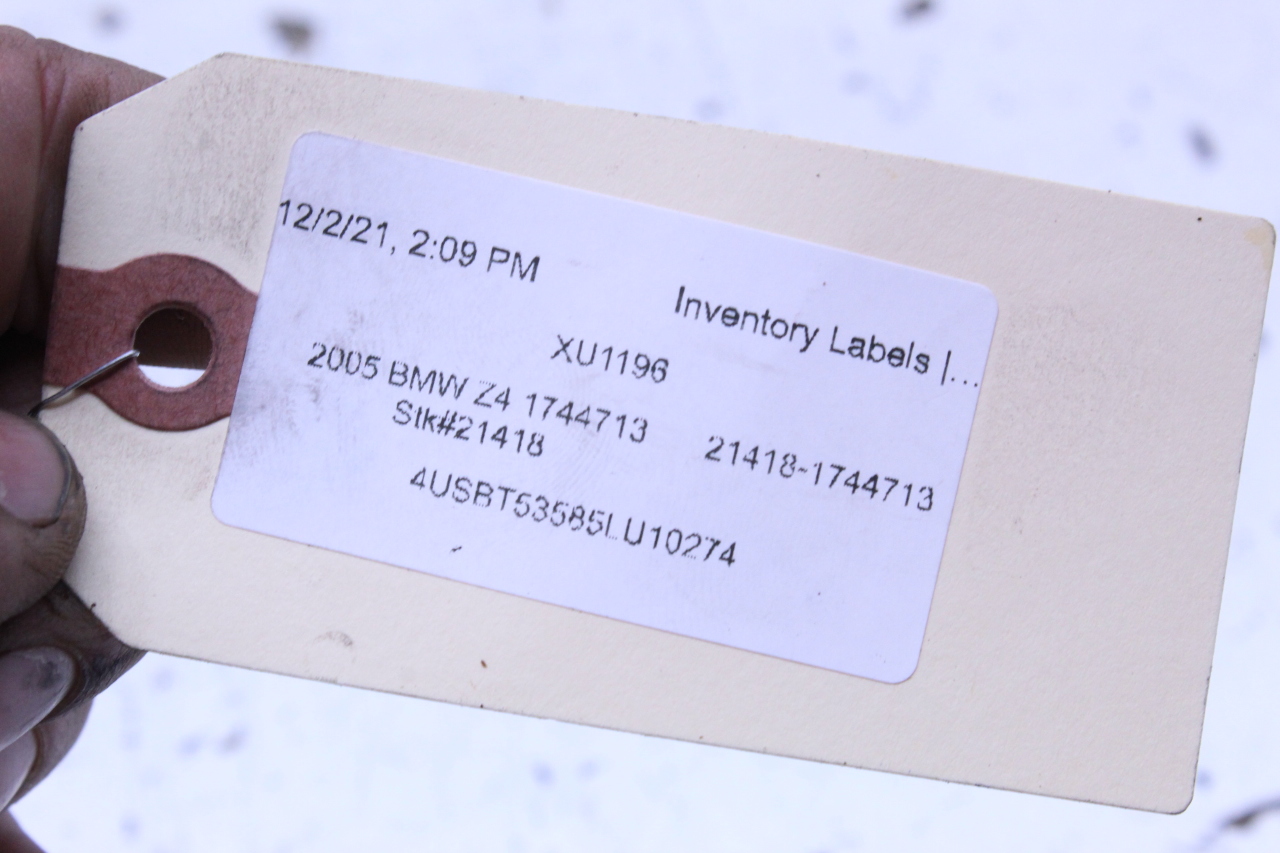 12/2/21, 2:09 PM
Inventory Labels |...
XU1196
2005 BMW Z4 1744713
Stk#21418
21418-1744713
4USBT53585LU10274